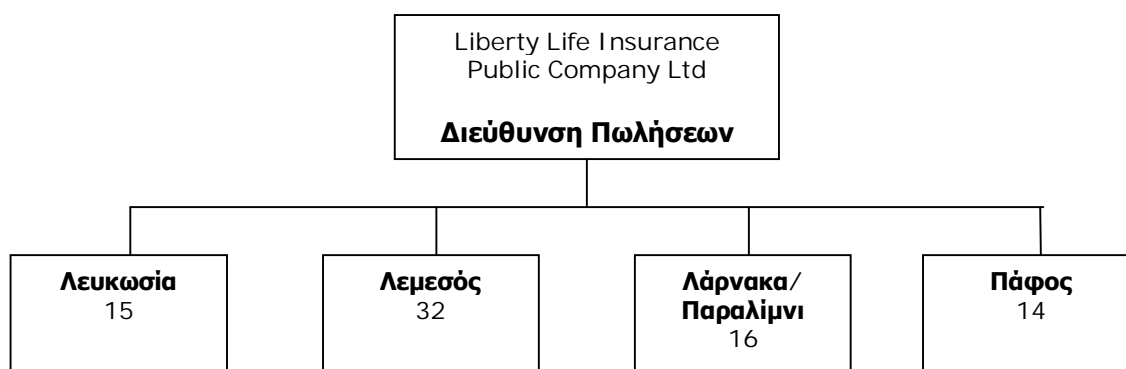 Liberty Life Insurance
Public Company Ltd
Διεύθυνση Πωλήσεων
Λευκωσία
15
Λεμεσός
32
Λάρνακα/
Παραλίμνι
16
Πάφος
14